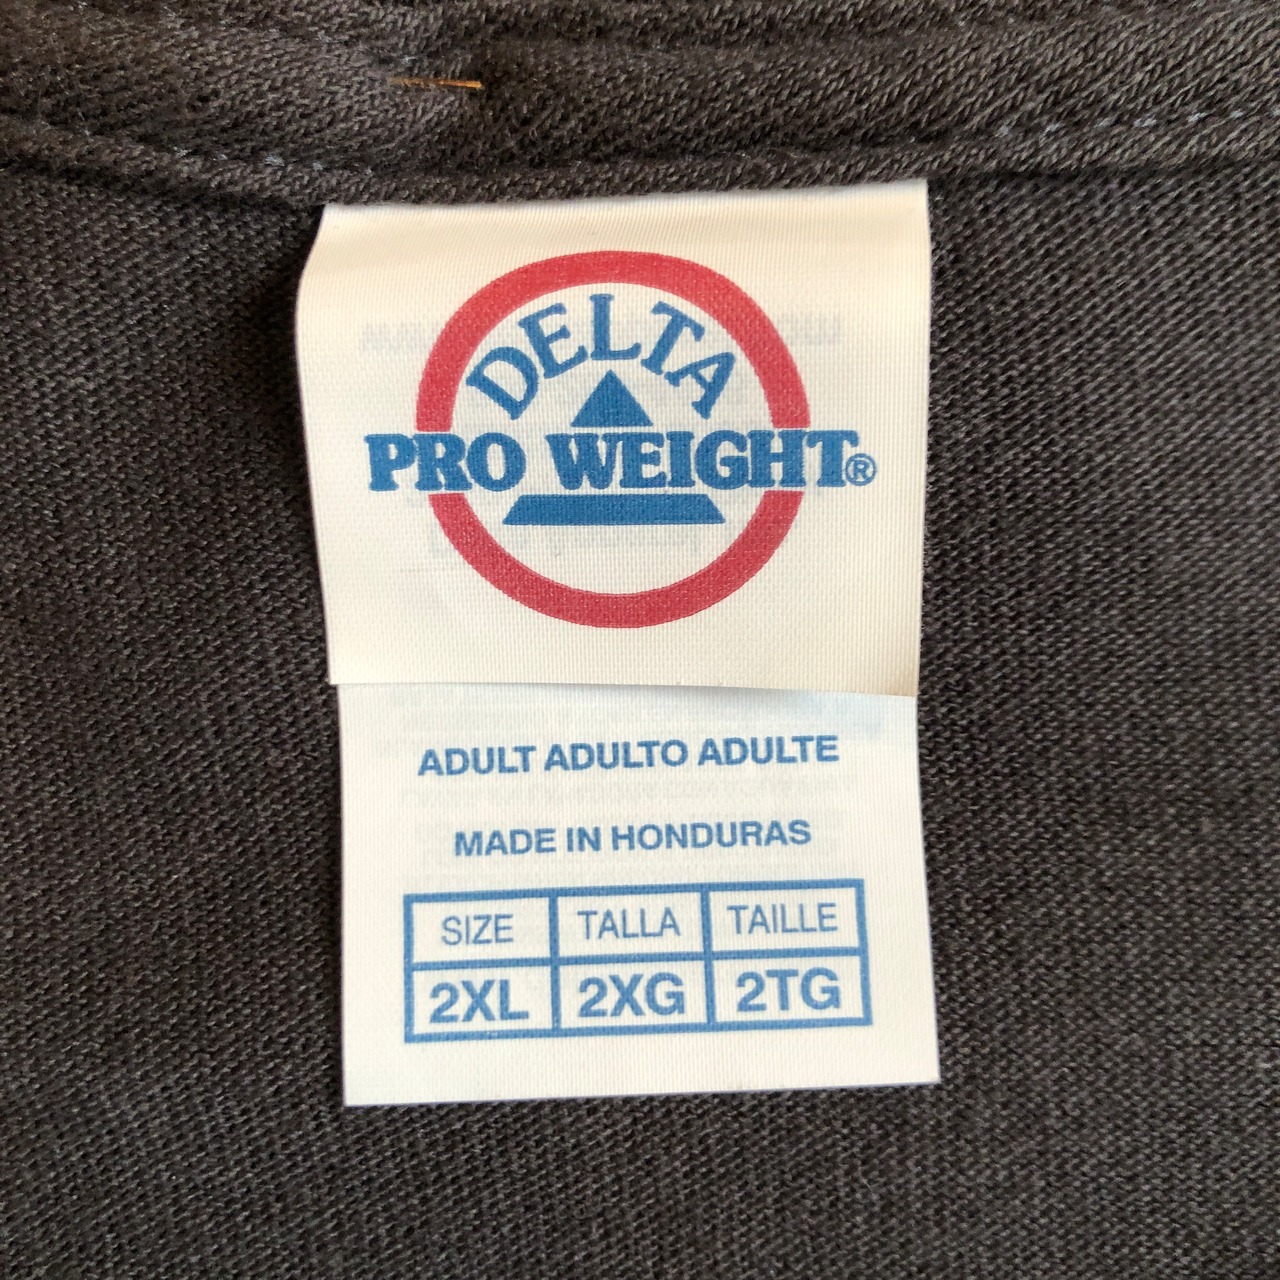 DELTA
PRO WEIGHT®
ADULT ADULTO ADULTE
MADE IN HONDURAS
SIZE TALLA TAILLE
2XL 2XG 2TG